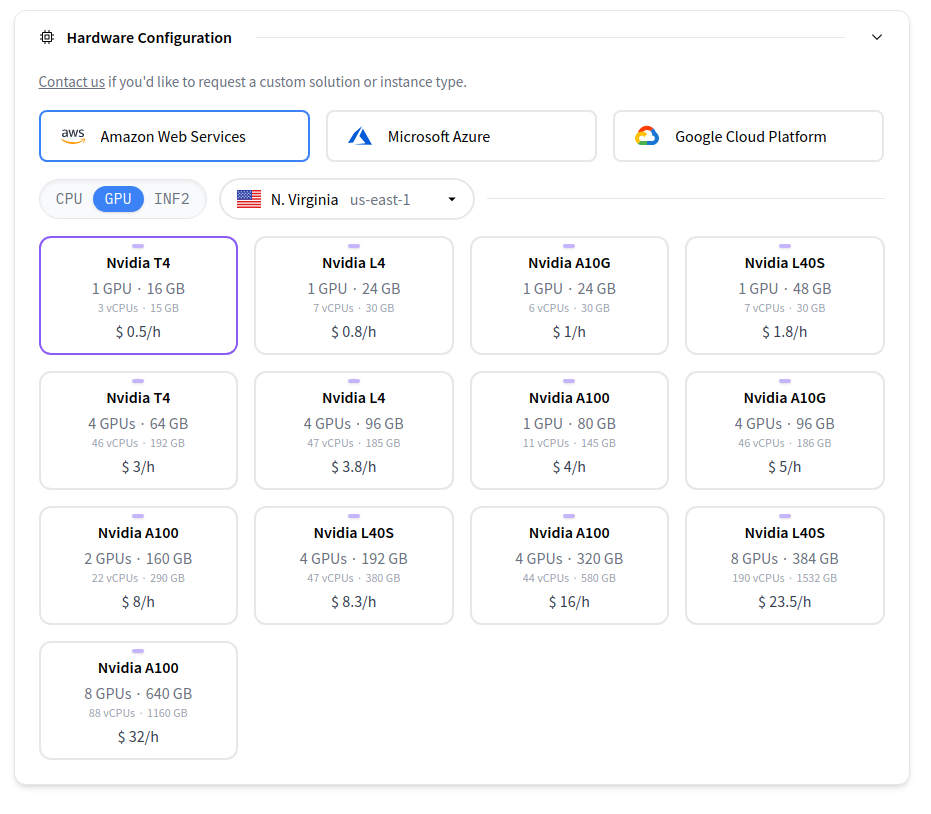 Hardware Configuration
Contact us if you'd like to request a custom solution or instance type.
aws Amazon Web Services
Microsoft Azure
Google Cloud Platform
CPU GPU INF2
N. Virginia us-east-1
Nvidia T4
1 GPU · 16 GB
3 vCPUs · 15 GB
$ 0.5/h
Nvidia L4
1 GPU · 24 GB
7 vCPUs · 30 GB
$ 0.8/h
Nvidia A10G
1 GPU · 24 GB
6 vCPUs · 30 GB
$ 1/h
Nvidia L40S
1 GPU · 48 GB
7 vCPUs · 30 GB
$ 1.8/h
Nvidia T4
4 GPUs · 64 GB
46 vCPUs · 192 GB
$ 3/h
Nvidia L4
4 GPUs · 96 GB
47 vCPUs · 185 GB
$ 3.8/h
Nvidia A100
1 GPU · 80 GB
11 vCPUs · 145 GB
$ 4/h
Nvidia A10G
4 GPUs · 96 GB
46 vCPUs · 186 GB
$ 5/h
Nvidia A100
2 GPUs · 160 GB
22 vCPUs · 290 GB
$ 8/h
Nvidia L40S
4 GPUs · 192 GB
47 vCPUs · 380 GB
$ 8.3/h
Nvidia A100
4 GPUs · 320 GB
44 vCPUs · 580 GB
$ 16/h
Nvidia L40S
8 GPUs · 384 GB
190 vCPUs · 1532 GB
$ 23.5/h
Nvidia A100
8 GPUs · 640 GB
88 vCPUs · 1160 GB
$ 32/h